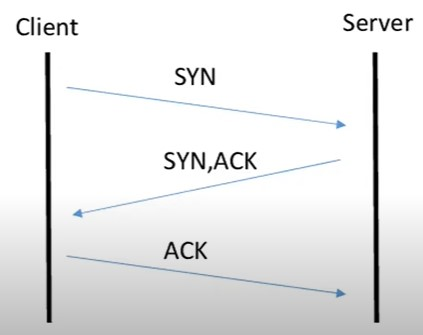 Client
Server
SYN
SYN,ACK
ACK